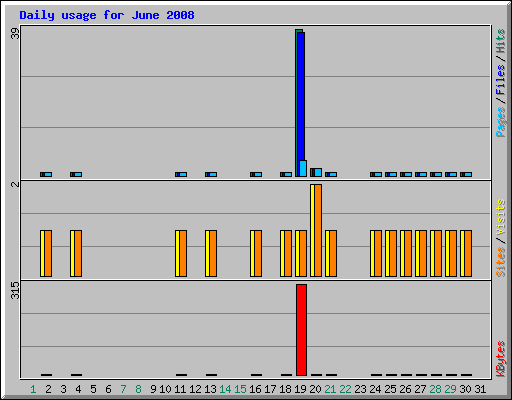 Daily usage for June 2008
39
2
315
Pages / Files / Hits
Sites / Visits
KBytes
1 2 3 4 5 6 7 8 9 10 11 12 13 14 15 16 17 18 19 20 21 22 23 24 25 26 27 28 29 30 31